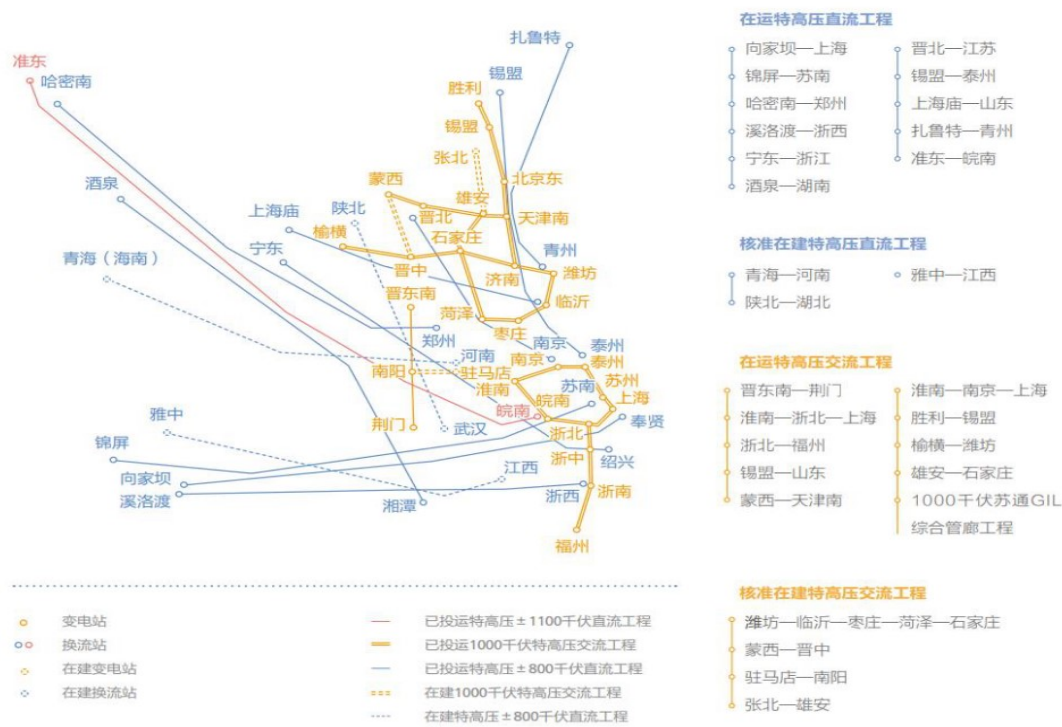 准东
哈密南
扎鲁特
锡盟
胜利
锡盟
张北
北京东
酒泉
蒙西
陕北
雄安
晋北
天津南
上海庙
榆横
石家庄
宁东
青州
青海（海南）
晋中
济南
潍坊
临沂
晋东南
菏泽
枣庄
郑州
南京
泰州
河南
南京
泰州
南阳
驻马店
淮南
苏南
苏州
皖南
皖南
上海
雅中
荆门
武汉
浙北
奉贤
锦屏
浙中
绍兴
向家坝
江西
溪洛渡
湘潭
浙西
浙南
福州
变电站
换流站
在建变电站
在建换流站
已投运特高压±1100千伏直流工程
已投运1000千伏特高压交流工程
已投运特高压±800千伏直流工程
在建1000千伏特高压交流工程
在建特高压±800千伏直流工程
在运特高压直流工程
向家坝—上海
晋北—江苏
锦屏—苏南
锡盟—泰州
哈密南—郑州
上海庙—山东
溪洛渡—浙西
扎鲁特—青州
宁东—浙江
准东—皖南
酒泉—湖南
核准在建特高压直流工程
青海—河南
雅中—江西
陕北—湖北
在运特高压交流工程
晋东南—荆门
淮南—南京—上海
淮南—浙北—上海
胜利—锡盟
浙北—福州
榆横—潍坊
锡盟—山东
雄安—石家庄
蒙西—天津南
1000千伏苏通GIL
综合管廊工程
核准在建特高压交流工程
潍坊—临沂—枣庄—菏泽—石家庄
蒙西—晋中
驻马店—南阳
张北—雄安